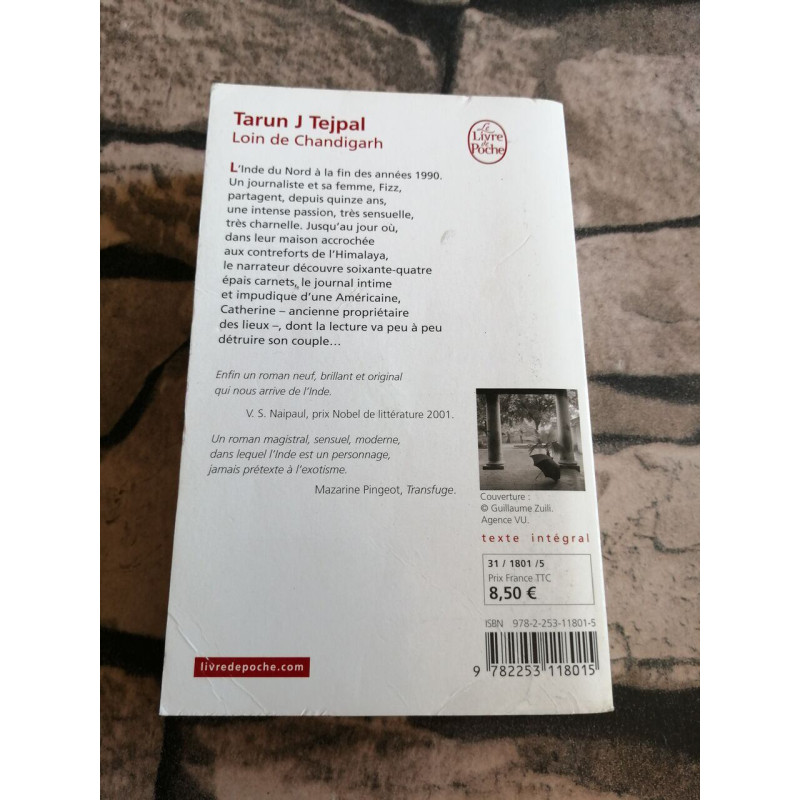 Tarun J Tejpal
Loin de Chandigarh
Le
Livre
de
Poche
L'Inde du Nord à la fin des années 1990.
Un journaliste et sa femme, Fizz,
partagent, depuis quinze ans,
une intense passion, très sensuelle,
très charnelle. Jusqu'au jour où,
dans leur maison accrochée
aux contreforts de l'Himalaya,
le narrateur découvre soixante-quatre
épais carnets, le journal intime
et impudique d'une Américaine,
Catherine – ancienne propriétaire
des lieux –, dont la lecture va peu à peu
détruire son couple…
Enfin un roman neuf, brillant et original
qui nous arrive de l'Inde.
V. S. Naipaul, prix Nobel de littérature 2001.
Un roman magistral, sensuel, moderne,
dans lequel l'Inde est un personnage,
jamais prétexte à l'exotisme.
Mazarine Pingeot, Transfuge.
Couverture :
© Guillaume Zuili.
Agence VU.
texte intégral
31 / 1801 /5
Prix France TTC
8,50 €
ISBN 978-2-253-11801-5
9 782253 118015
livredepoche.com